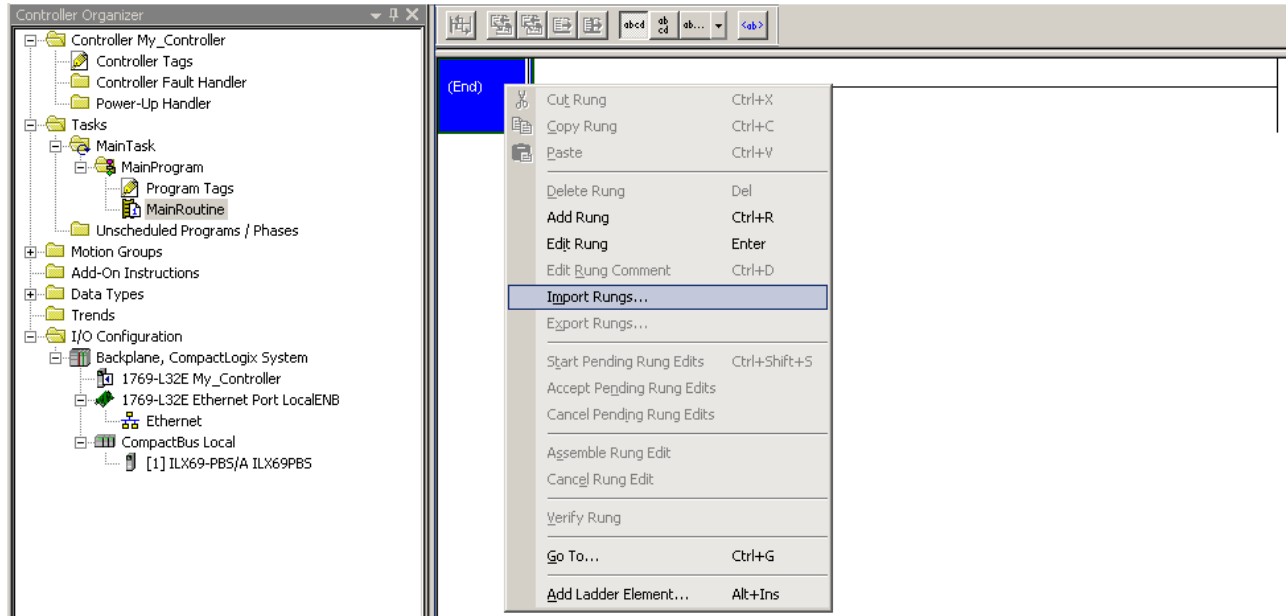 Controller Organizer
Controller My_Controller
Controller Tags
Controller Fault Handler
Power-Up Handler
Tasks
MainTask
MainProgram
Program Tags
MainRoutine
Unscheduled Programs / Phases
Motion Groups
Add-On Instructions
Data Types
Trends
I/O Configuration
Backplane, CompactLogix System
1769-L32E My_Controller
1769-L32E Ethernet Port LocalENB
Ethernet
CompactBus Local
[1] ILX69-PBS/A ILX69PBS
abcd ab cd ab... <ab>
(End)
Cut Rung Ctrl+X
Copy Rung Ctrl+C
Paste Ctrl+V
Delete Rung Del
Add Rung Ctrl+R
Edit Rung Enter
Edit Rung Comment Ctrl+D
Import Rungs...
Export Rungs...
Start Pending Rung Edits Ctrl+Shift+S
Accept Pending Rung Edits
Cancel Pending Rung Edits
Assemble Rung Edit
Cancel Rung Edit
Verify Rung
Go To... Ctrl+G
Add Ladder Element... Alt+Ins